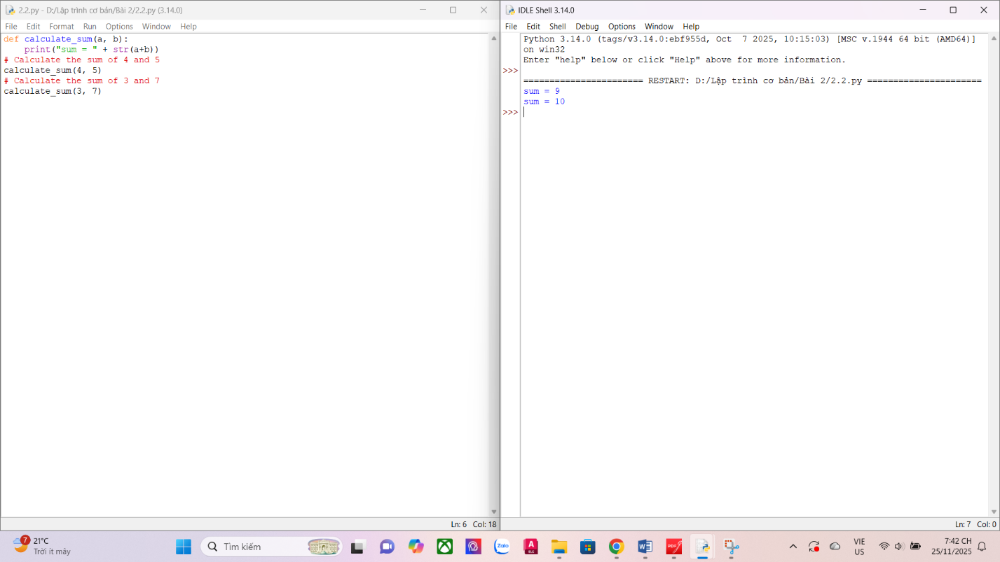 2.2.py - D:/Lập trình cơ bản/Bài 2/2.2.py (3.14.0)
File Edit Format Run Options Window Help
def calculate_sum(a, b):
    print("sum = " + str(a+b))
# Calculate the sum of 4 and 5
calculate_sum(4, 5)
# Calculate the sum of 3 and 7
calculate_sum(3, 7)
Ln: 6 Col: 18
IDLE Shell 3.14.0
File Edit Shell Debug Options Window Help
Python 3.14.0 (tags/v3.14.0:ebf955d, Oct  7 2025, 10:15:03) [MSC v.1944 64 bit (AMD64)]
on win32
Enter "help" below or click "Help" above for more information.
>>>
======================= RESTART: D:/Lập trình cơ bản/Bài 2/2.2.py ======================
sum = 9
sum = 10
>>>
Ln: 7 Col: 0
7
21°C
Trời ít mây
Tìm kiếm
Zalo
A
ELC
W
PDF
VIE
US
7:42 CH
25/11/2025